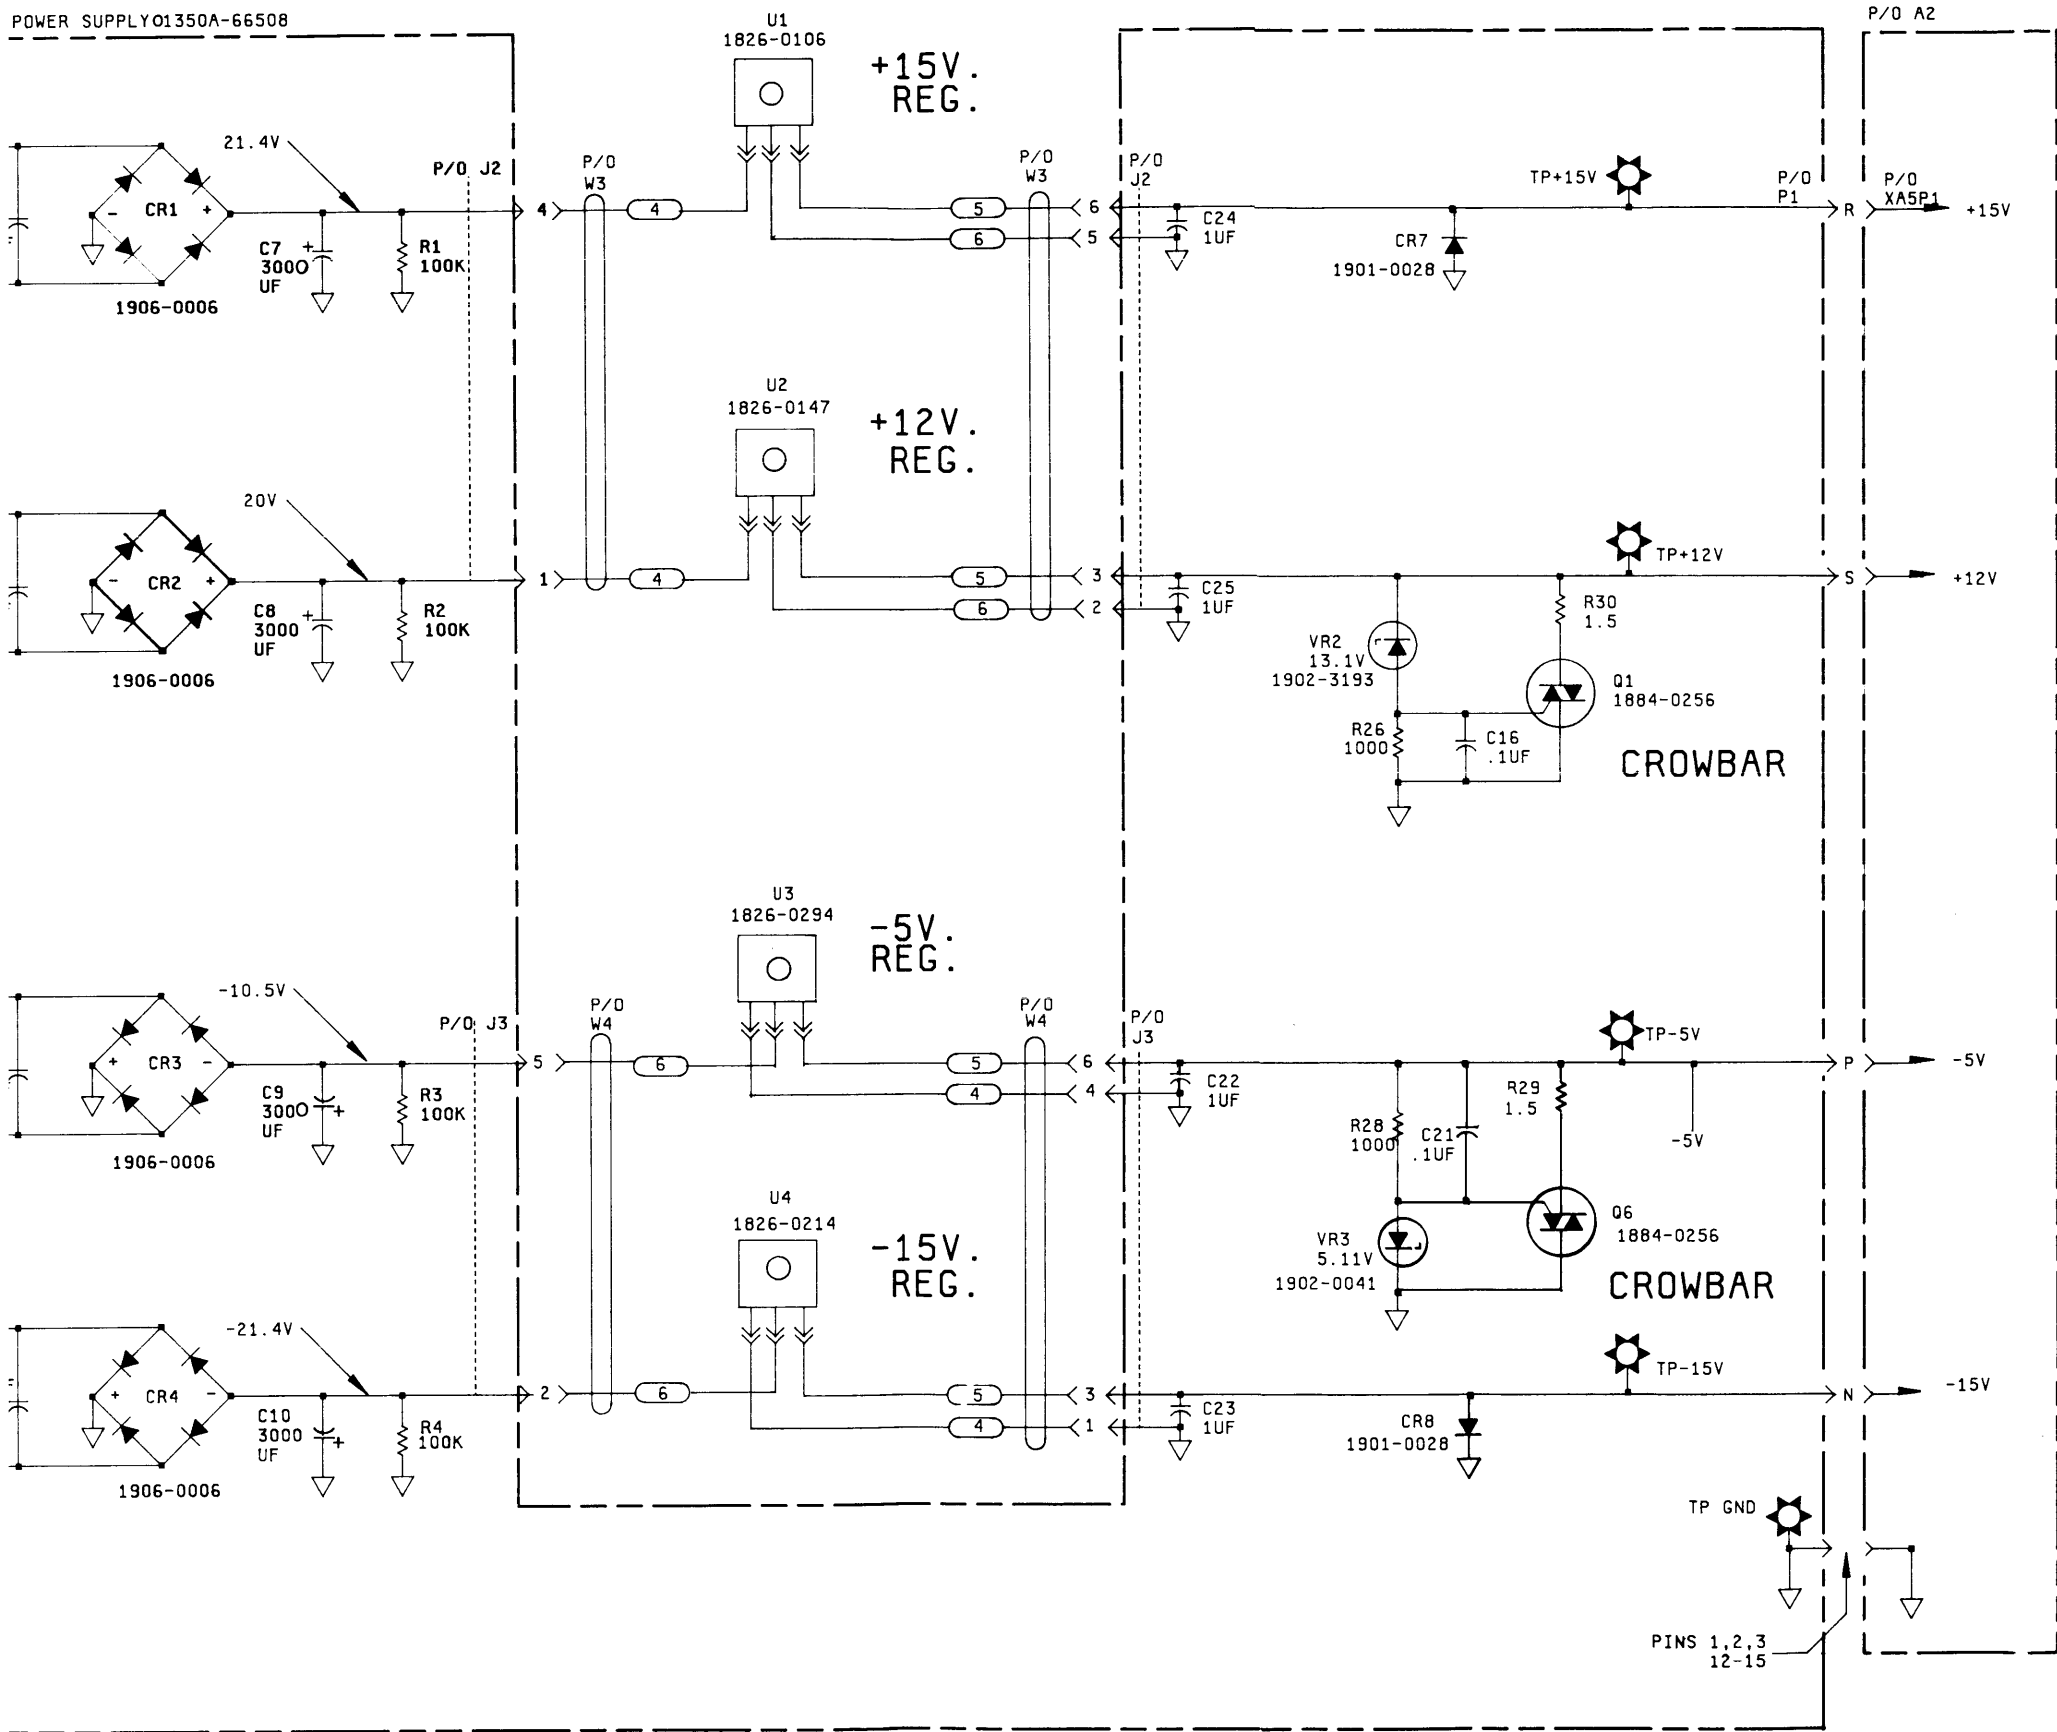 POWER SUPPLY 01350A-66508
U1
1826-0106
+15V.
REG.
P/O A2
21.4V
P/O J2
P/O
W3
P/O
W3
P/O
J2
TP+15V
P/O
P1
P/O
XA5P1
CR1
-
+
4
4
5
6
6
5
C24
1UF
R
+15V
C7
3000
UF
+
R1
100K
CR7
1901-0028
1906-0006
U2
1826-0147
+12V.
REG.
20V
TP+12V
CR2
-
+
1
4
5
3
6
2
C25
1UF
S
+12V
C8
3000
UF
+
R2
100K
R30
1.5
VR2
13.1V
1902-3193
Q1
1884-0256
1906-0006
R26
1000
C16
.1UF
CROWBAR
U3
1826-0294
-5V.
REG.
-10.5V
P/O J3
P/O
W4
P/O
W4
P/O
J3
TP-5V
CR3
+
-
5
6
5
6
4
4
C22
1UF
P
-5V
C9
3000
UF
+
R3
100K
R29
1.5
R28
1000
C21
.1UF
-5V
1906-0006
U4
1826-0214
-15V.
REG.
Q6
1884-0256
VR3
5.11V
1902-0041
CROWBAR
-21.4V
TP-15V
CR4
+
-
2
6
5
3
4
1
C23
1UF
N
-15V
C10
3000
UF
+
R4
100K
CR8
1901-0028
1906-0006
TP GND
PINS 1,2,3
12-15